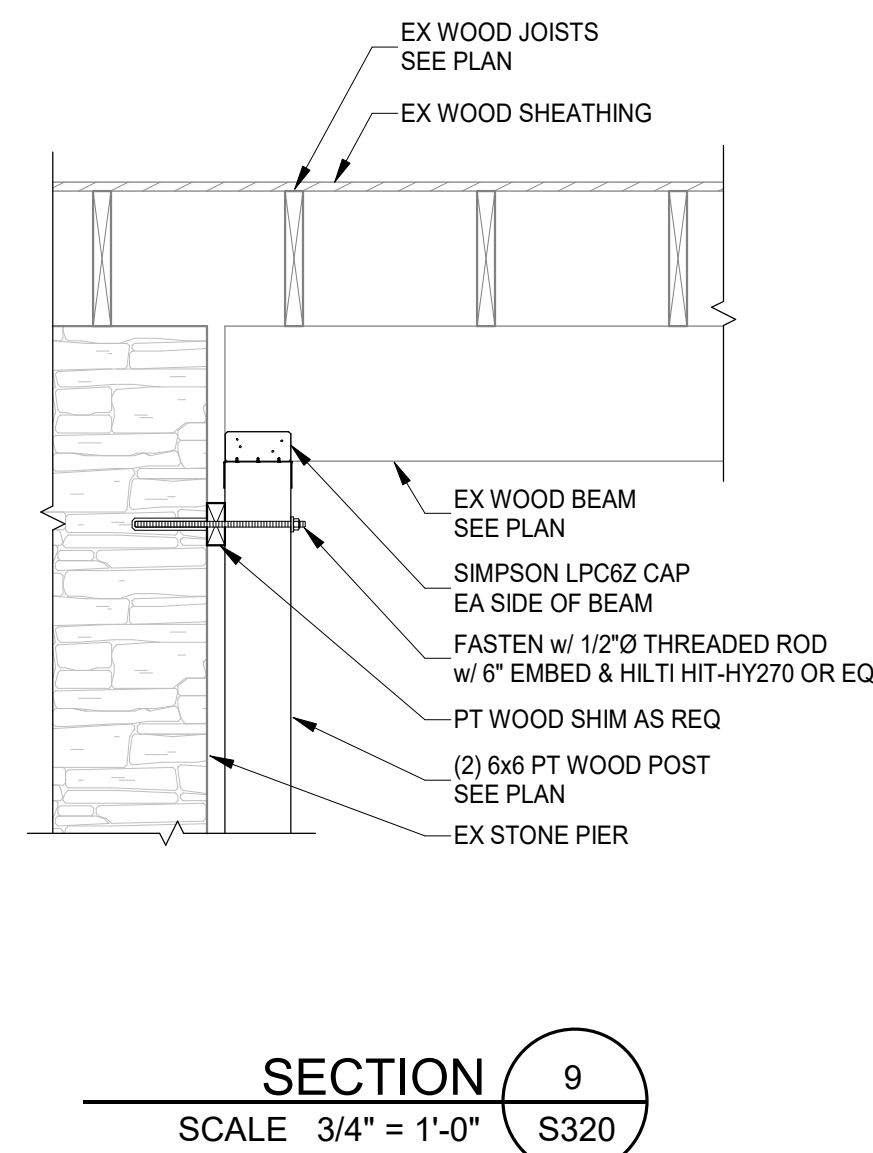 EX WOOD JOISTS
SEE PLAN
EX WOOD SHEATHING
EX WOOD BEAM
SEE PLAN
SIMPSON LPC6Z CAP
EA SIDE OF BEAM
FASTEN w/ 1/2"Ø THREADED ROD
w/ 6" EMBED & HILTI HIT-HY270 OR EQ
PT WOOD SHIM AS REQ
(2) 6x6 PT WOOD POST
SEE PLAN
EX STONE PIER
SECTION 9
SCALE 3/4" = 1'-0" S320